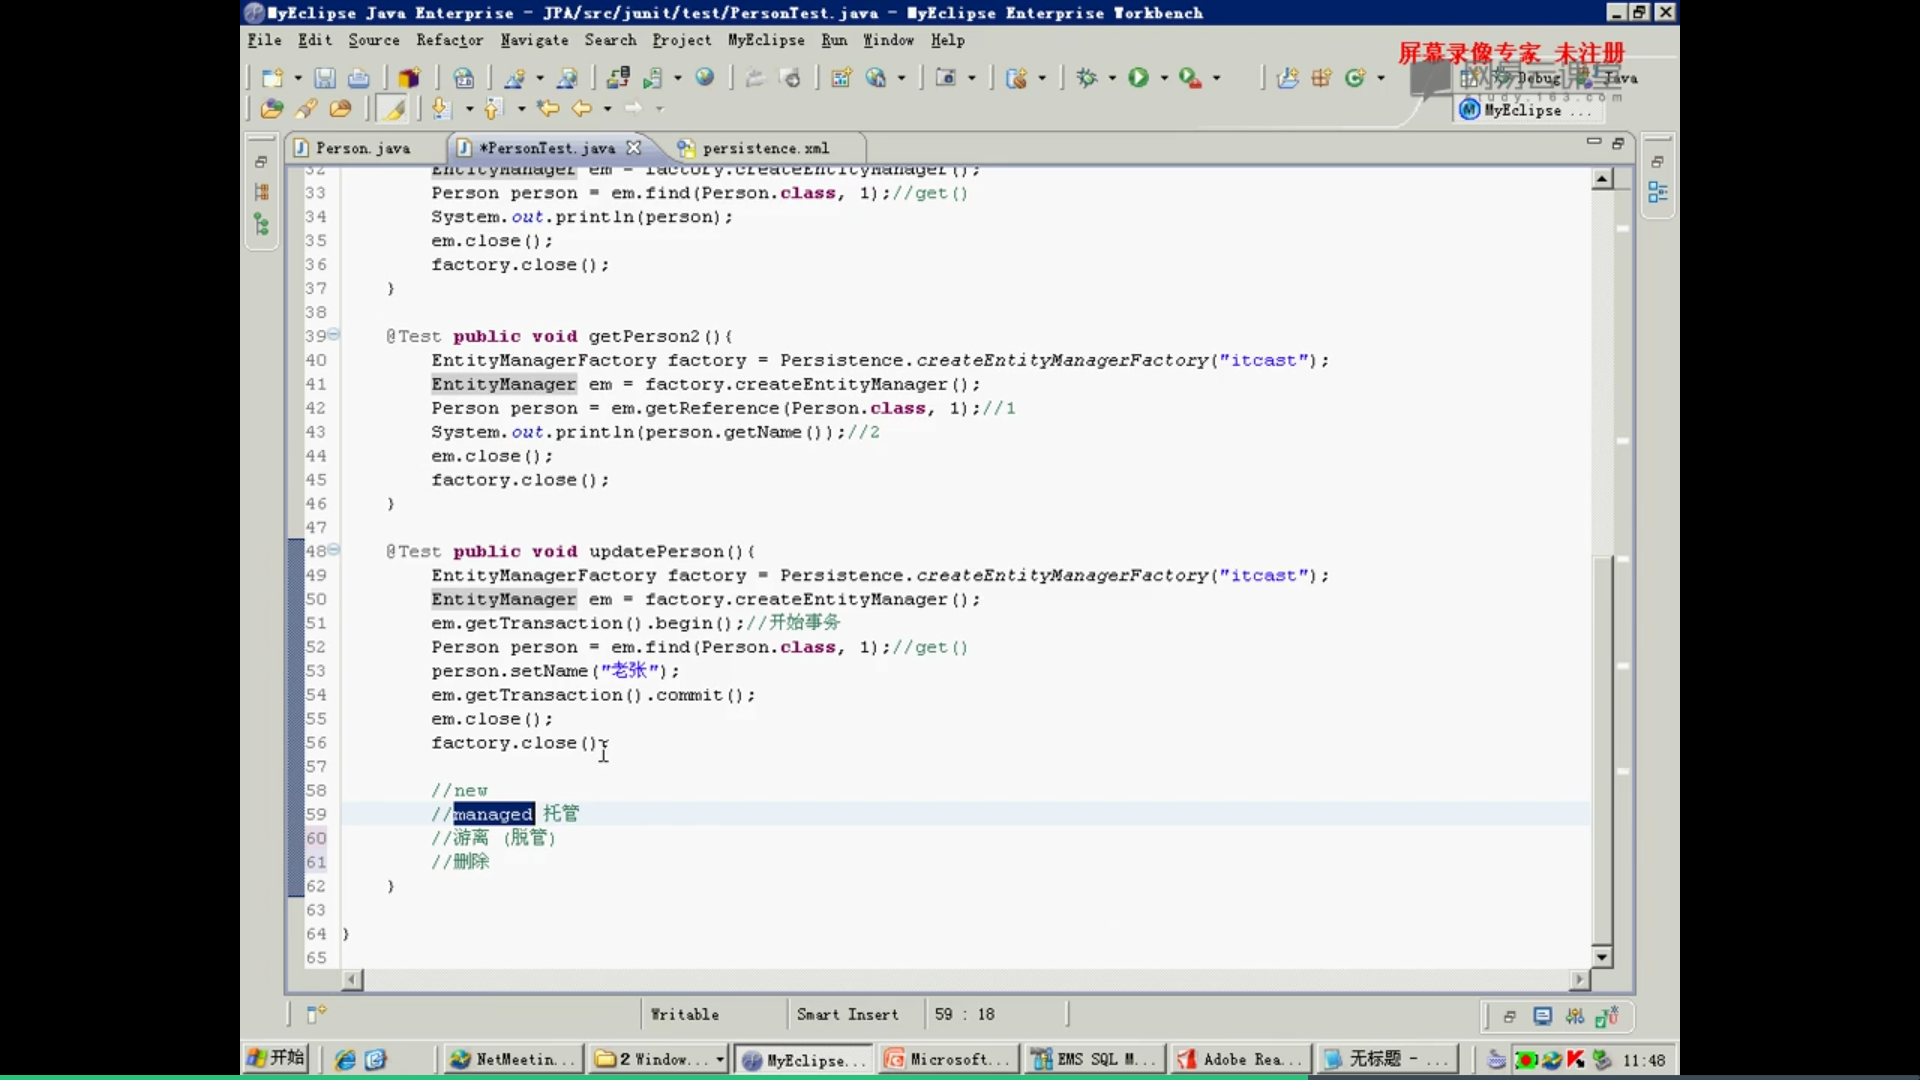 MyEclipse Java Enterprise - JPA/src/junit/test/PersonTest.java - MyEclipse Enterprise Workbench
File Edit Source Refactor Navigate Search Project MyEclipse Run Window Help
屏幕录像专家 未注册
Debug Java
study.163.com
MyEclipse ...
Person.java *PersonTest.java persistence.xml
32 EntityManager em = factory.createEntityManager();
33 Person person = em.find(Person.class, 1);//get()
34 System.out.println(person);
35 em.close();
36 factory.close();
37 }
38
39 @Test public void getPerson2(){
40 EntityManagerFactory factory = Persistence.createEntityManagerFactory("itcast");
41 EntityManager em = factory.createEntityManager();
42 Person person = em.getReference(Person.class, 1);//1
43 System.out.println(person.getName());//2
44 em.close();
45 factory.close();
46 }
47
48 @Test public void updatePerson(){
49 EntityManagerFactory factory = Persistence.createEntityManagerFactory("itcast");
50 EntityManager em = factory.createEntityManager();
51 em.getTransaction().begin();//开始事务
52 Person person = em.find(Person.class, 1);//get()
53 person.setName("老张");
54 em.getTransaction().commit();
55 em.close();
56 factory.close();
57
58 //new
59 //managed 托管
60 //游离 (脱管)
61 //删除
62 }
63
64 }
65
Writable Smart Insert 59 : 18
开始 NetMeetin... 2 Window... MyEclipse... Microsoft... EMS SQL M... Adobe Rea... 无标题 - ... 11:48